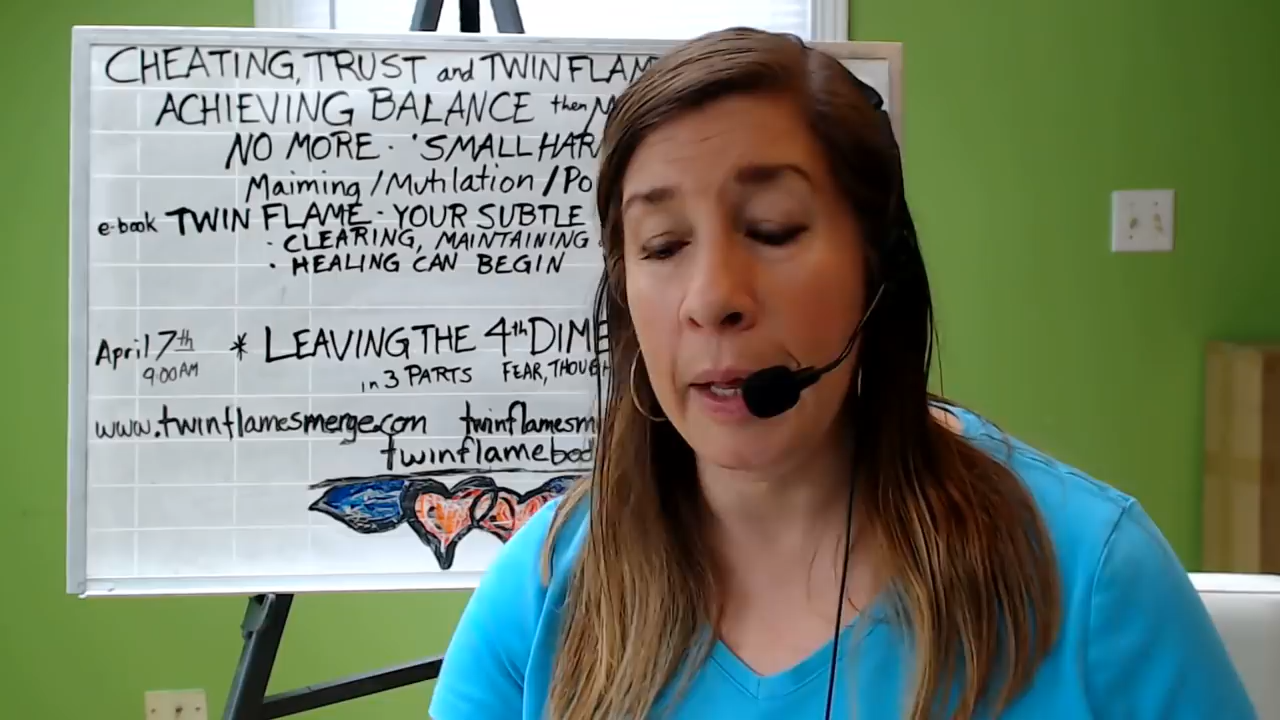 CHEATING, TRUST and TWIN FLAM
ACHIEVING BALANCE then M
NO MORE - 'SMALL HAR
Maiming / Mutilation / Po
e-book TWIN FLAME - YOUR SUBTLE
· CLEARING, MAINTAINING
· HEALING CAN BEGIN
April 7th * LEAVING THE 4th DIME
9:00 AM in 3 PARTS FEAR, THOUGH
www.twinflamesmerge.com twinflamesm
twinflamebod